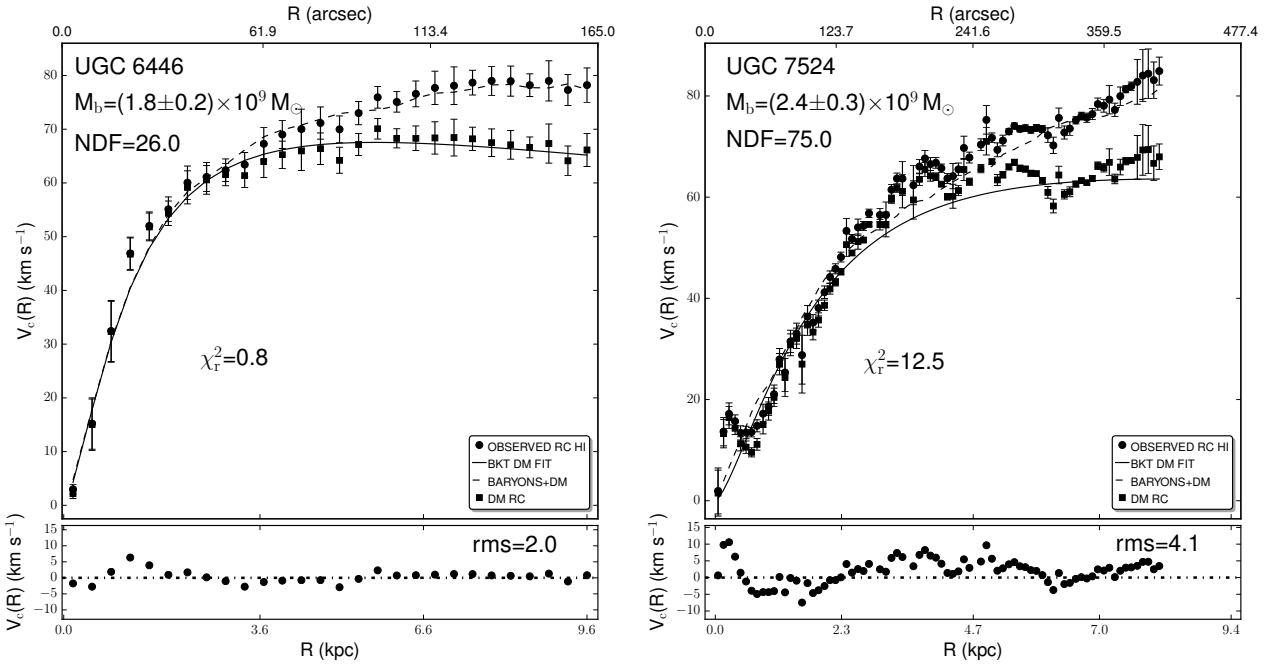 R (arcsec)
0.0 61.9 113.4 165.0
UGC 6446
M_b=(1.8±0.2)×10^9 M_⊙
NDF=26.0
80
70
60
50
40
30
20
10
0
V_c(R) (km s^−1)
χ_r^2=0.8
OBSERVED RC HI
BKT DM FIT
BARYONS+DM
DM RC
rms=2.0
15
10
5
0
−5
−10
V_c(R) (km s^−1)
0.0 3.6 6.6 9.6
R (kpc)
R (arcsec)
0.0 123.7 241.6 359.5 477.4
UGC 7524
M_b=(2.4±0.3)×10^9 M_⊙
NDF=75.0
80
60
40
20
0
V_c(R) (km s^−1)
χ_r^2=12.5
OBSERVED RC HI
BKT DM FIT
BARYONS+DM
DM RC
rms=4.1
15
10
5
0
−5
−10
V_c(R) (km s^−1)
0.0 2.3 4.7 7.0 9.4
R (kpc)